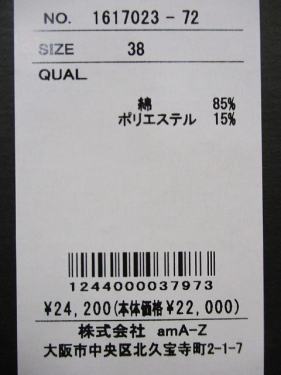 NO. 1617023-72
SIZE 38
QUAL
綿 85%
ポリエステル 15%
1244000037973
¥24,200(本体価格¥22,000)
株式会社 amA-Z
大阪市中央区北久宝寺町2-1-7